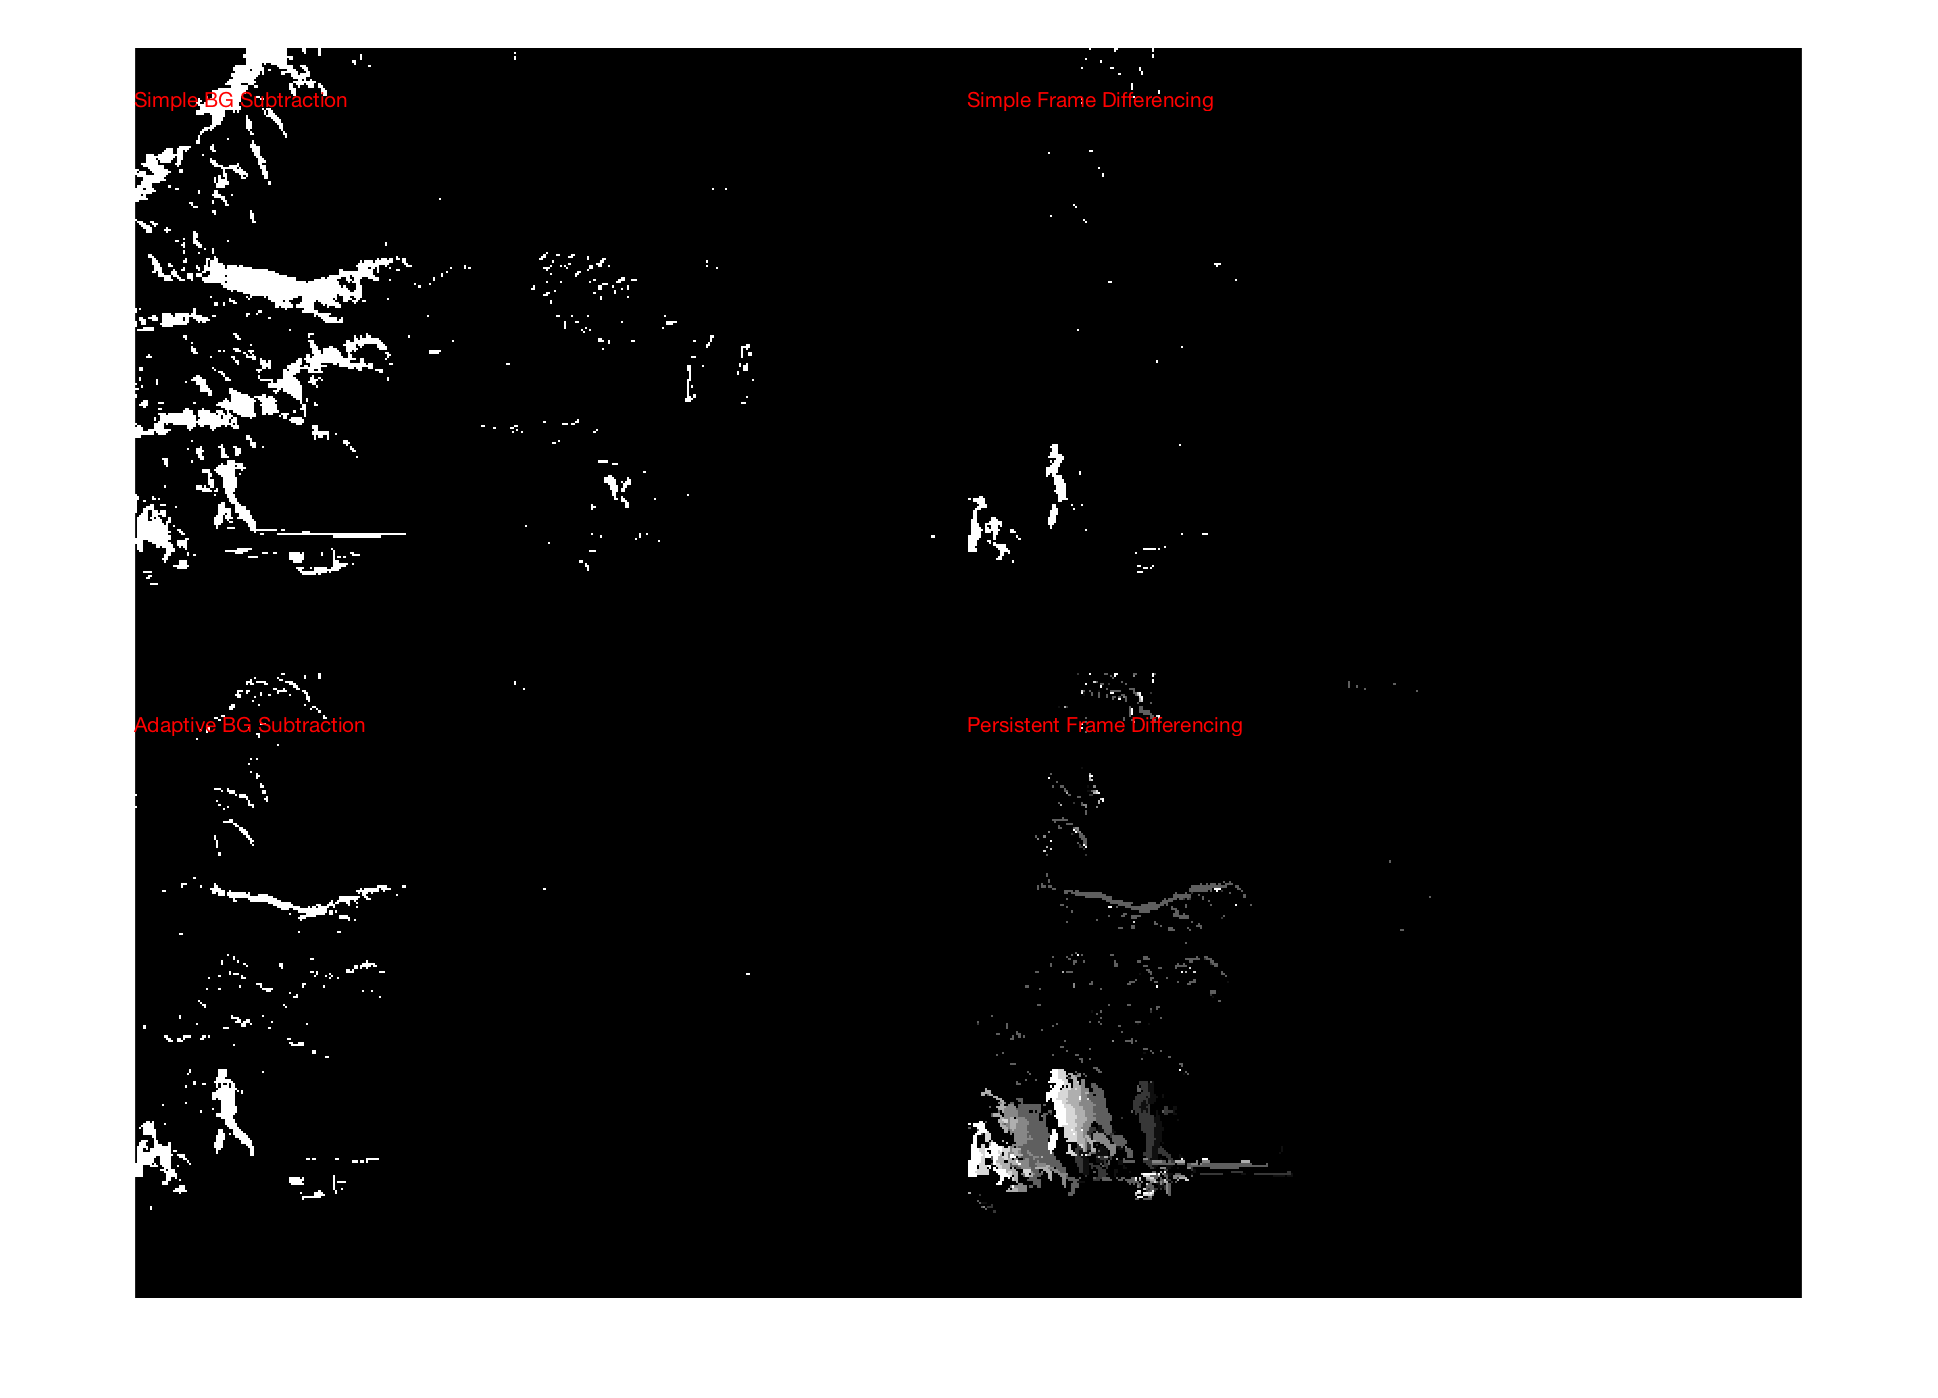 Simple BG Subtraction
Simple Frame Differencing
Adaptive BG Subtraction
Persistent Frame Differencing